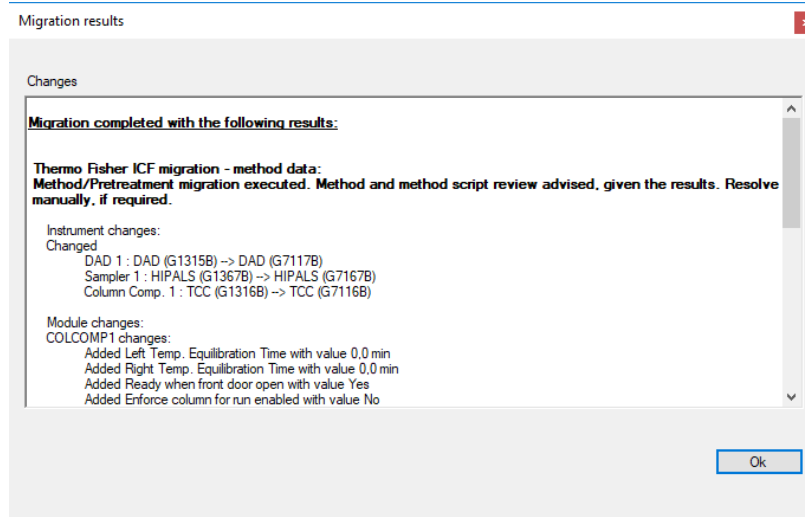 Migration results
Changes
Migration completed with the following results:
Thermo Fisher ICF migration - method data:
Method/Pretreatment migration executed. Method and method script review advised, given the results. Resolve
manually, if required.
Instrument changes:
Changed
DAD 1 : DAD (G1315B) --> DAD (G7117B)
Sampler 1 : HIPALS (G1367B) --> HIPALS (G7167B)
Column Comp. 1 : TCC (G1316B) --> TCC (G7116B)
Module changes:
COLCOMP1 changes:
Added Left Temp. Equilibration Time with value 0,0 min
Added Right Temp. Equilibration Time with value 0,0 min
Added Ready when front door open with value Yes
Added Enforce column for run enabled with value No
Ok